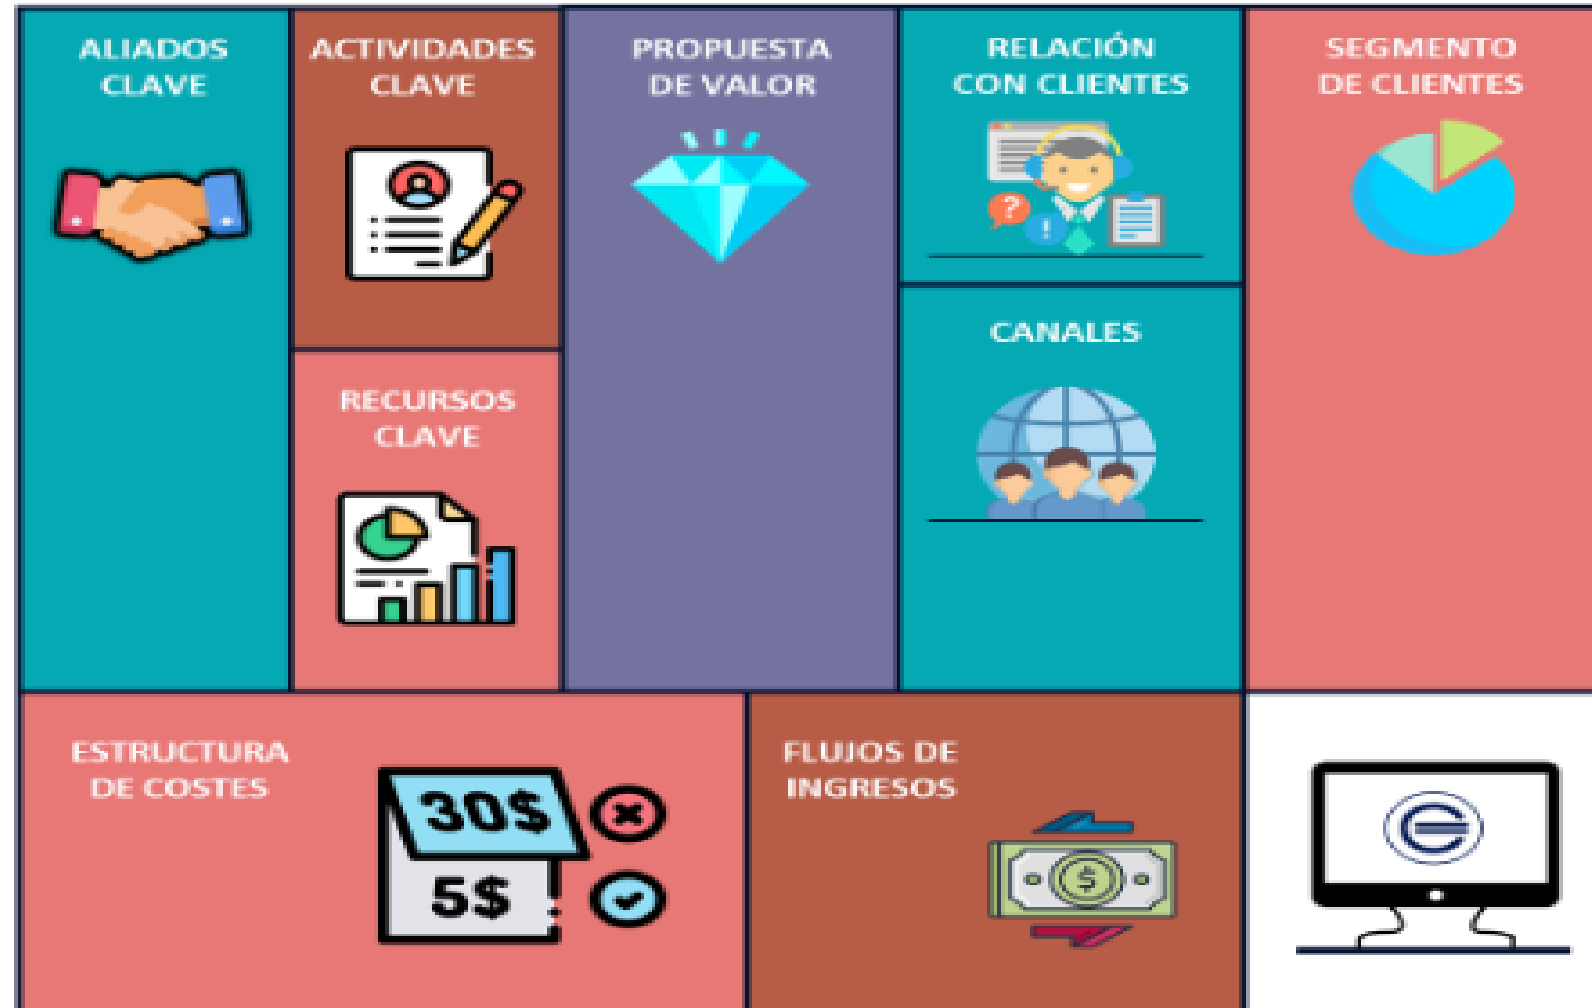 ALIADOS
CLAVE
ACTIVIDADES
CLAVE
PROPUESTA
DE VALOR
RELACIÓN
CON CLIENTES
SEGMENTO
DE CLIENTES
?
!
CANALES
RECURSOS
CLAVE
ESTRUCTURA
DE COSTES
30$
5$
FLUJOS DE
INGRESOS
$